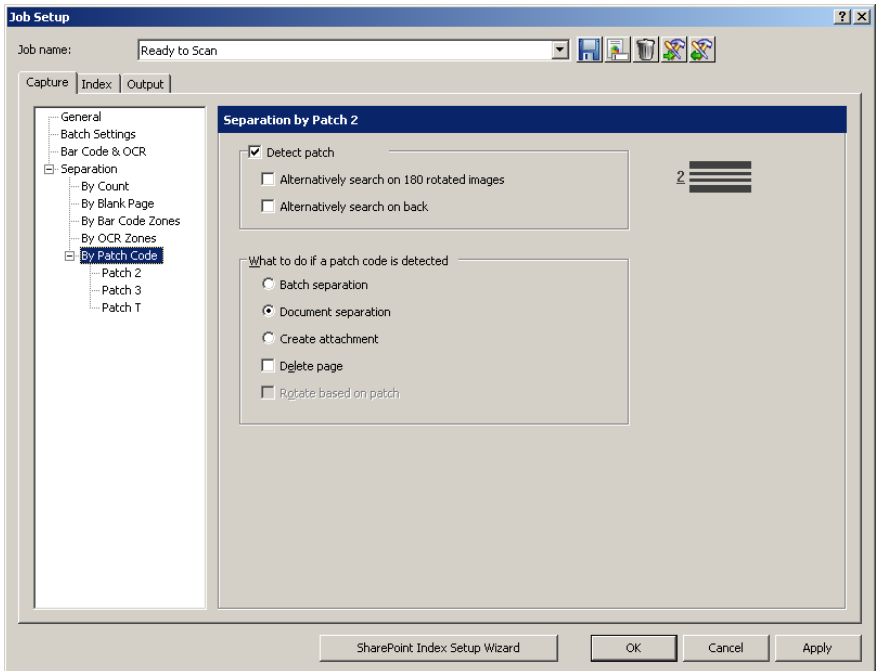 Job Setup
Job name: Ready to Scan
Capture Index Output
General
Batch Settings
Bar Code & OCR
Separation
By Count
By Blank Page
By Bar Code Zones
By OCR Zones
By Patch Code
Patch 2
Patch 3
Patch T
Separation by Patch 2
Detect patch
Alternatively search on 180 rotated images
Alternatively search on back
2
What to do if a patch code is detected
Batch separation
Document separation
Create attachment
Delete page
Rotate based on patch
SharePoint Index Setup Wizard OK Cancel Apply